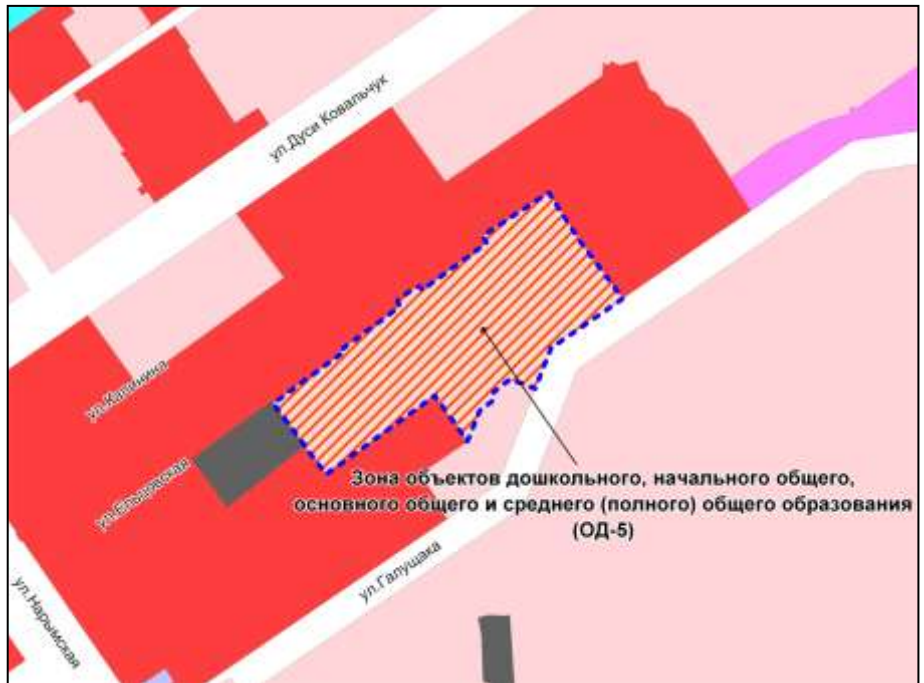 ул.Дуси Ковальчук
ул.Калинина
ул.Ельцовская
Зона объектов дошкольного, начального общего,
основного общего и среднего (полного) общего образования
(ОД-5)
ул.Галущака
ул.Нарымская